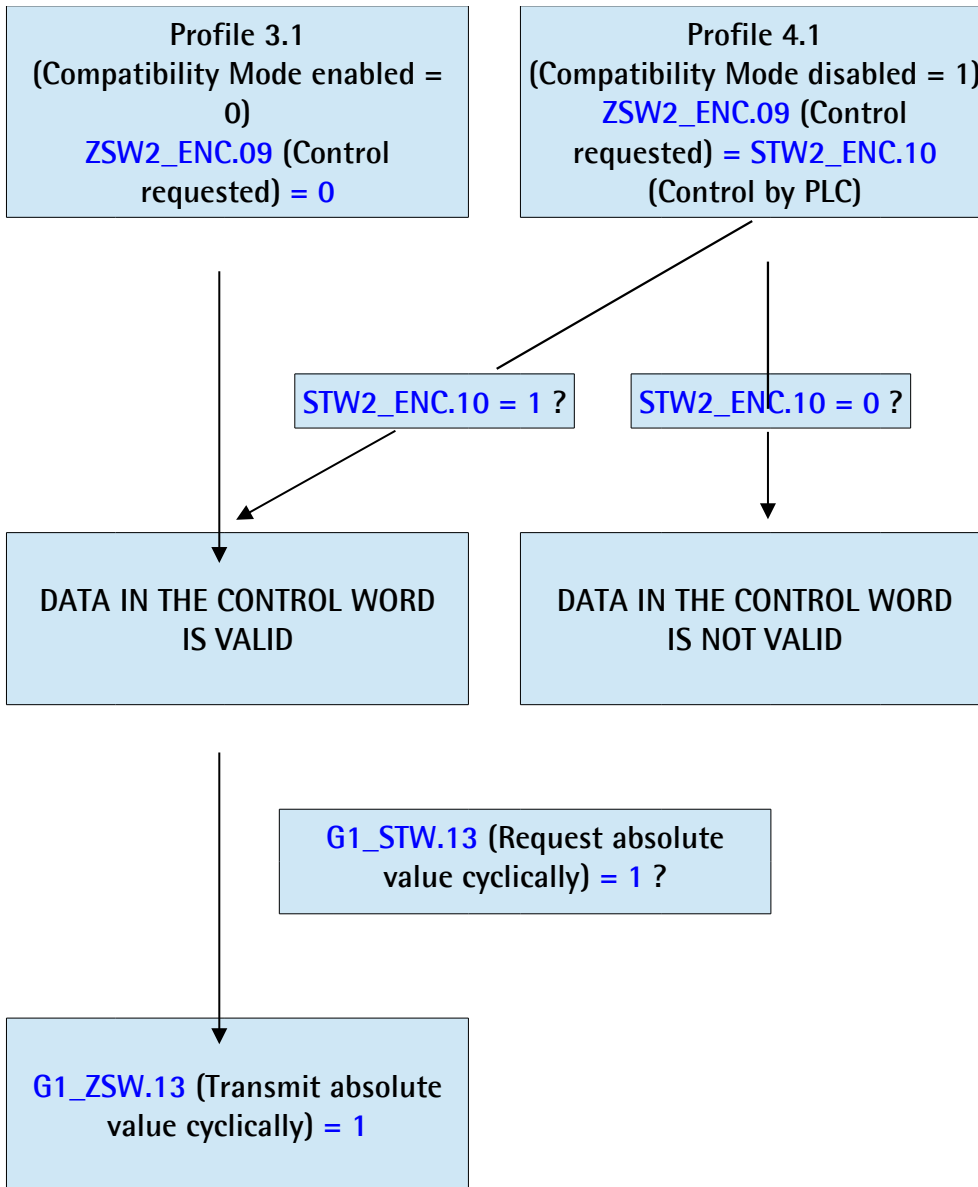 Profile 3.1
(Compatibility Mode enabled =
0)
ZSW2_ENC.09 (Control
requested) = 0
Profile 4.1
(Compatibility Mode disabled = 1)
ZSW2_ENC.09 (Control
requested) = STW2_ENC.10
(Control by PLC)
STW2_ENC.10 = 1 ?
STW2_ENC.10 = 0 ?
DATA IN THE CONTROL WORD
IS VALID
DATA IN THE CONTROL WORD
IS NOT VALID
G1_STW.13 (Request absolute
value cyclically) = 1 ?
G1_ZSW.13 (Transmit absolute
value cyclically) = 1